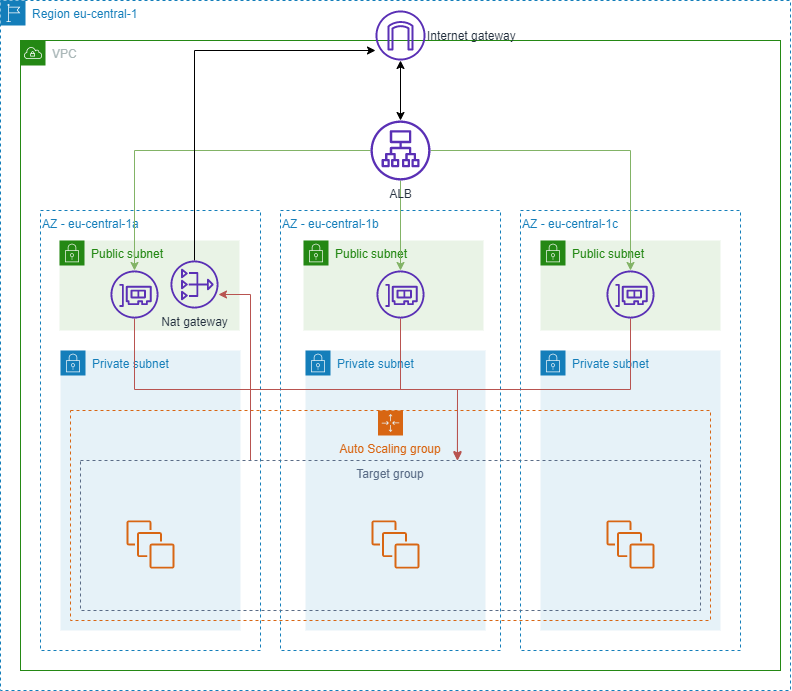 Region eu-central-1
Internet gateway
VPC
ALB
AZ - eu-central-1a
AZ - eu-central-1b
AZ - eu-central-1c
Public subnet
Public subnet
Public subnet
Nat gateway
Private subnet
Private subnet
Private subnet
Auto Scaling group
Target group